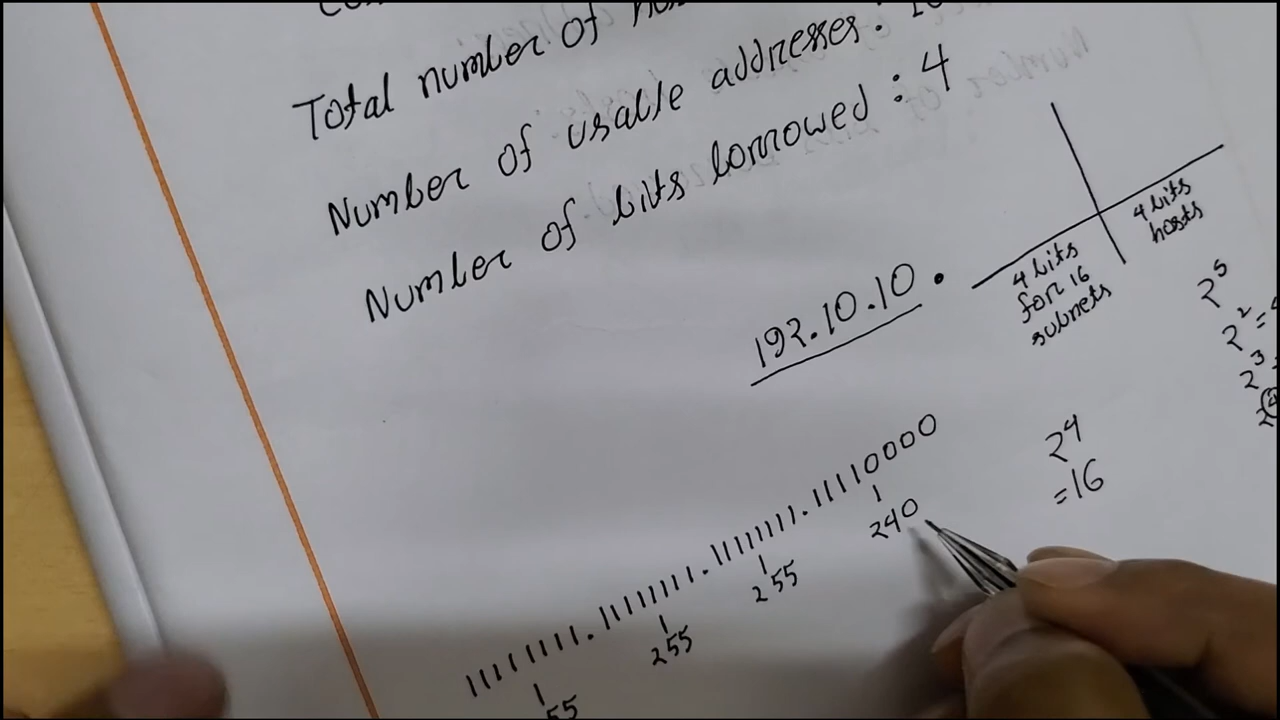 Total number of
Number of usable addresses:
Number of bits borrowed : 4
192.10.10.
4 bits
for 16
subnets
4 bits
hosts
2^5
2^2 =
2^3
2^4
=16
11111111.11111111.11111111.11110000
55
255
255
240